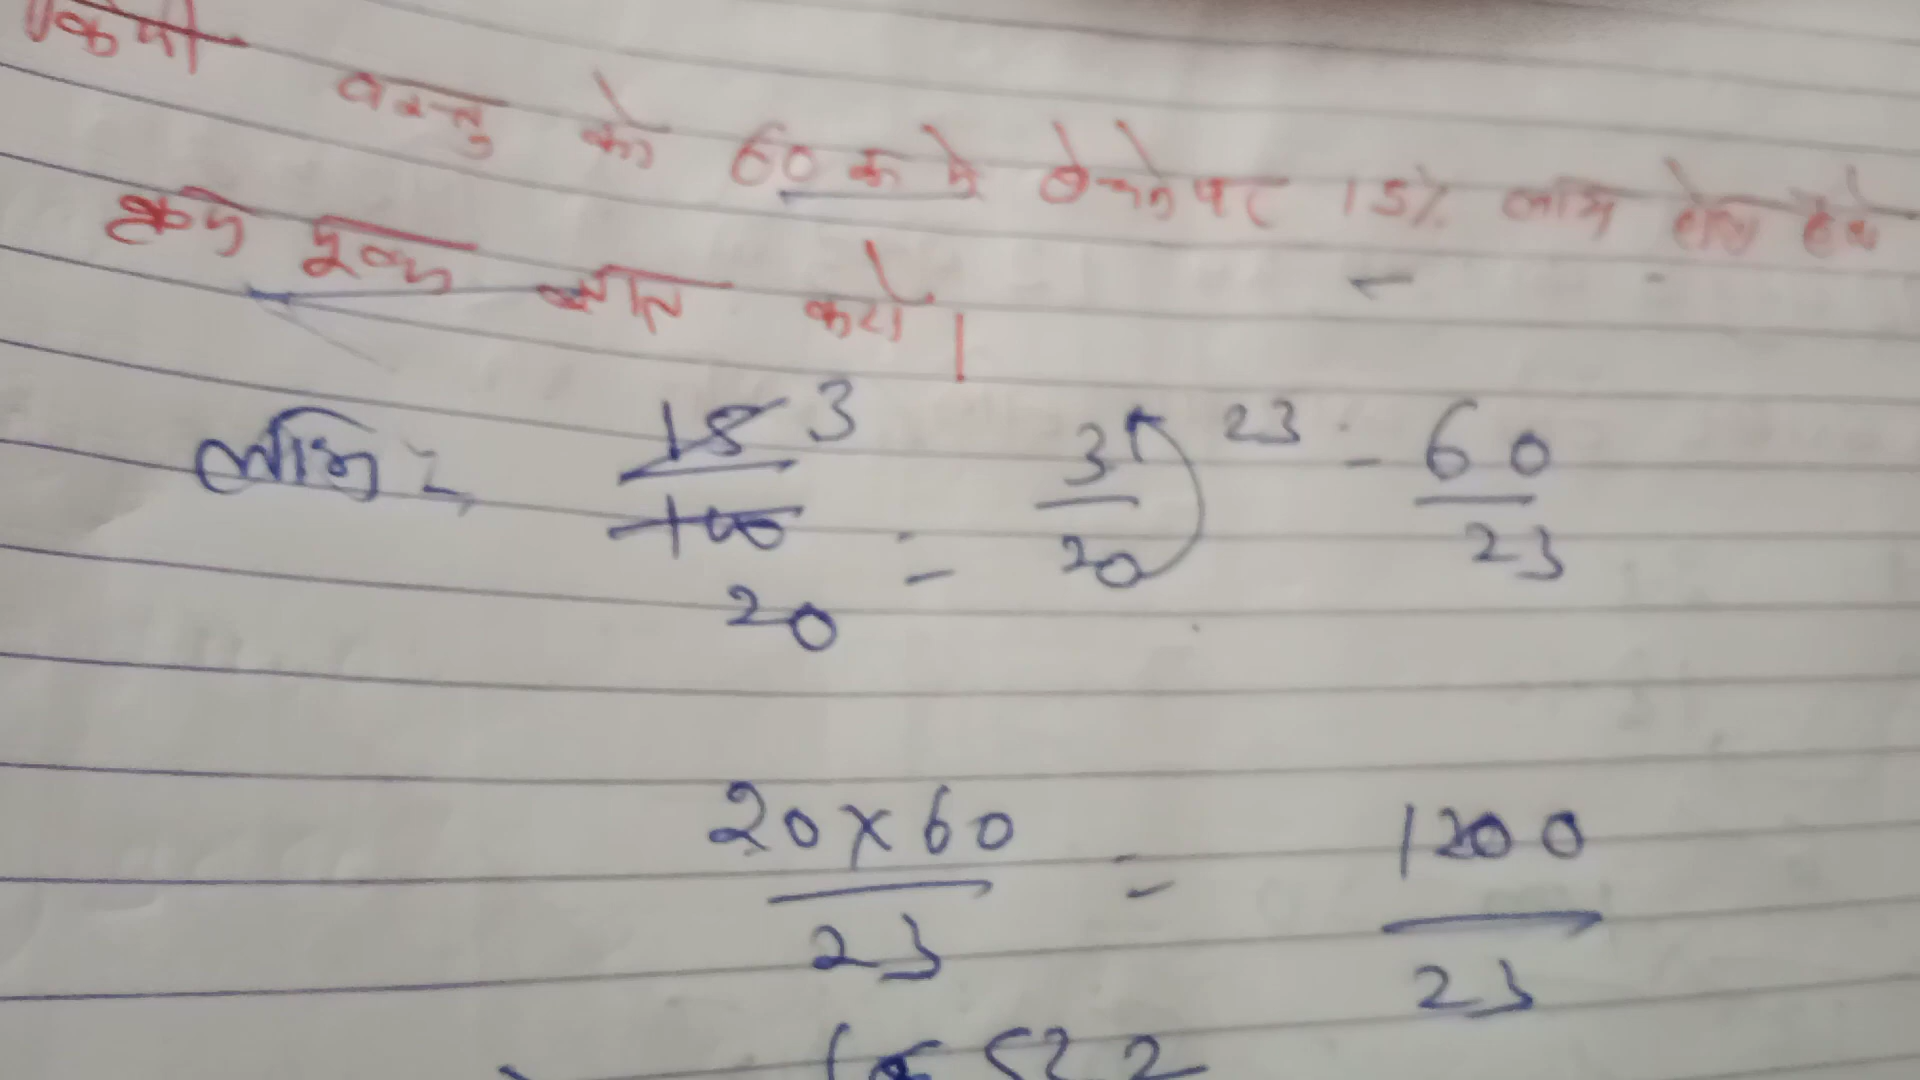 किसी वस्तु को 60 रू मे बेचने पर 15% लाभ होता है तो
क्रय मूल्य ज्ञात करो।
लाभ = 15/100 3/20 = 3/20 23 - 60/23
20×60/23 = 1200/23